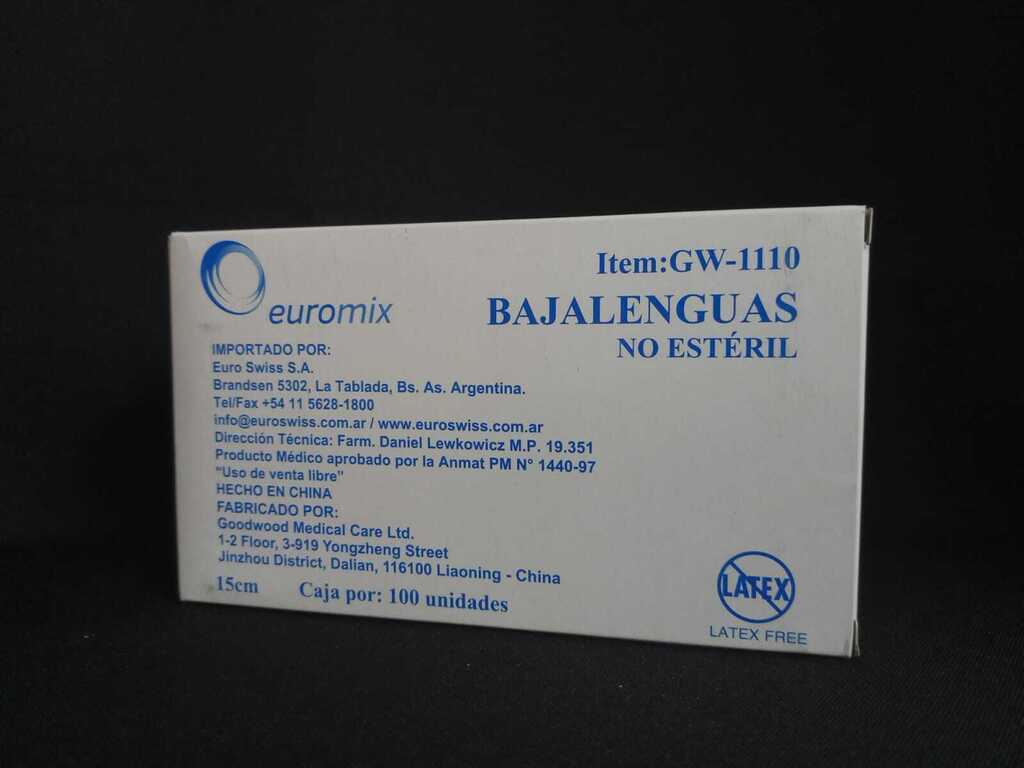 euromix
Item:GW-1110
BAJALENGUAS
NO ESTÉRIL
IMPORTADO POR:
Euro Swiss S.A.
Brandsen 5302, La Tablada, Bs. As. Argentina.
Tel/Fax +54 11 5628-1800
info@euroswiss.com.ar / www.euroswiss.com.ar
Dirección Técnica: Farm. Daniel Lewkowicz M.P. 19.351
Producto Médico aprobado por la Anmat PM N° 1440-97
"Uso de venta libre"
HECHO EN CHINA
FABRICADO POR:
Goodwood Medical Care Ltd.
1-2 Floor, 3-919 Yongzheng Street
Jinzhou District, Dalian, 116100 Liaoning - China
15cm Caja por: 100 unidades
LATEX
LATEX FREE